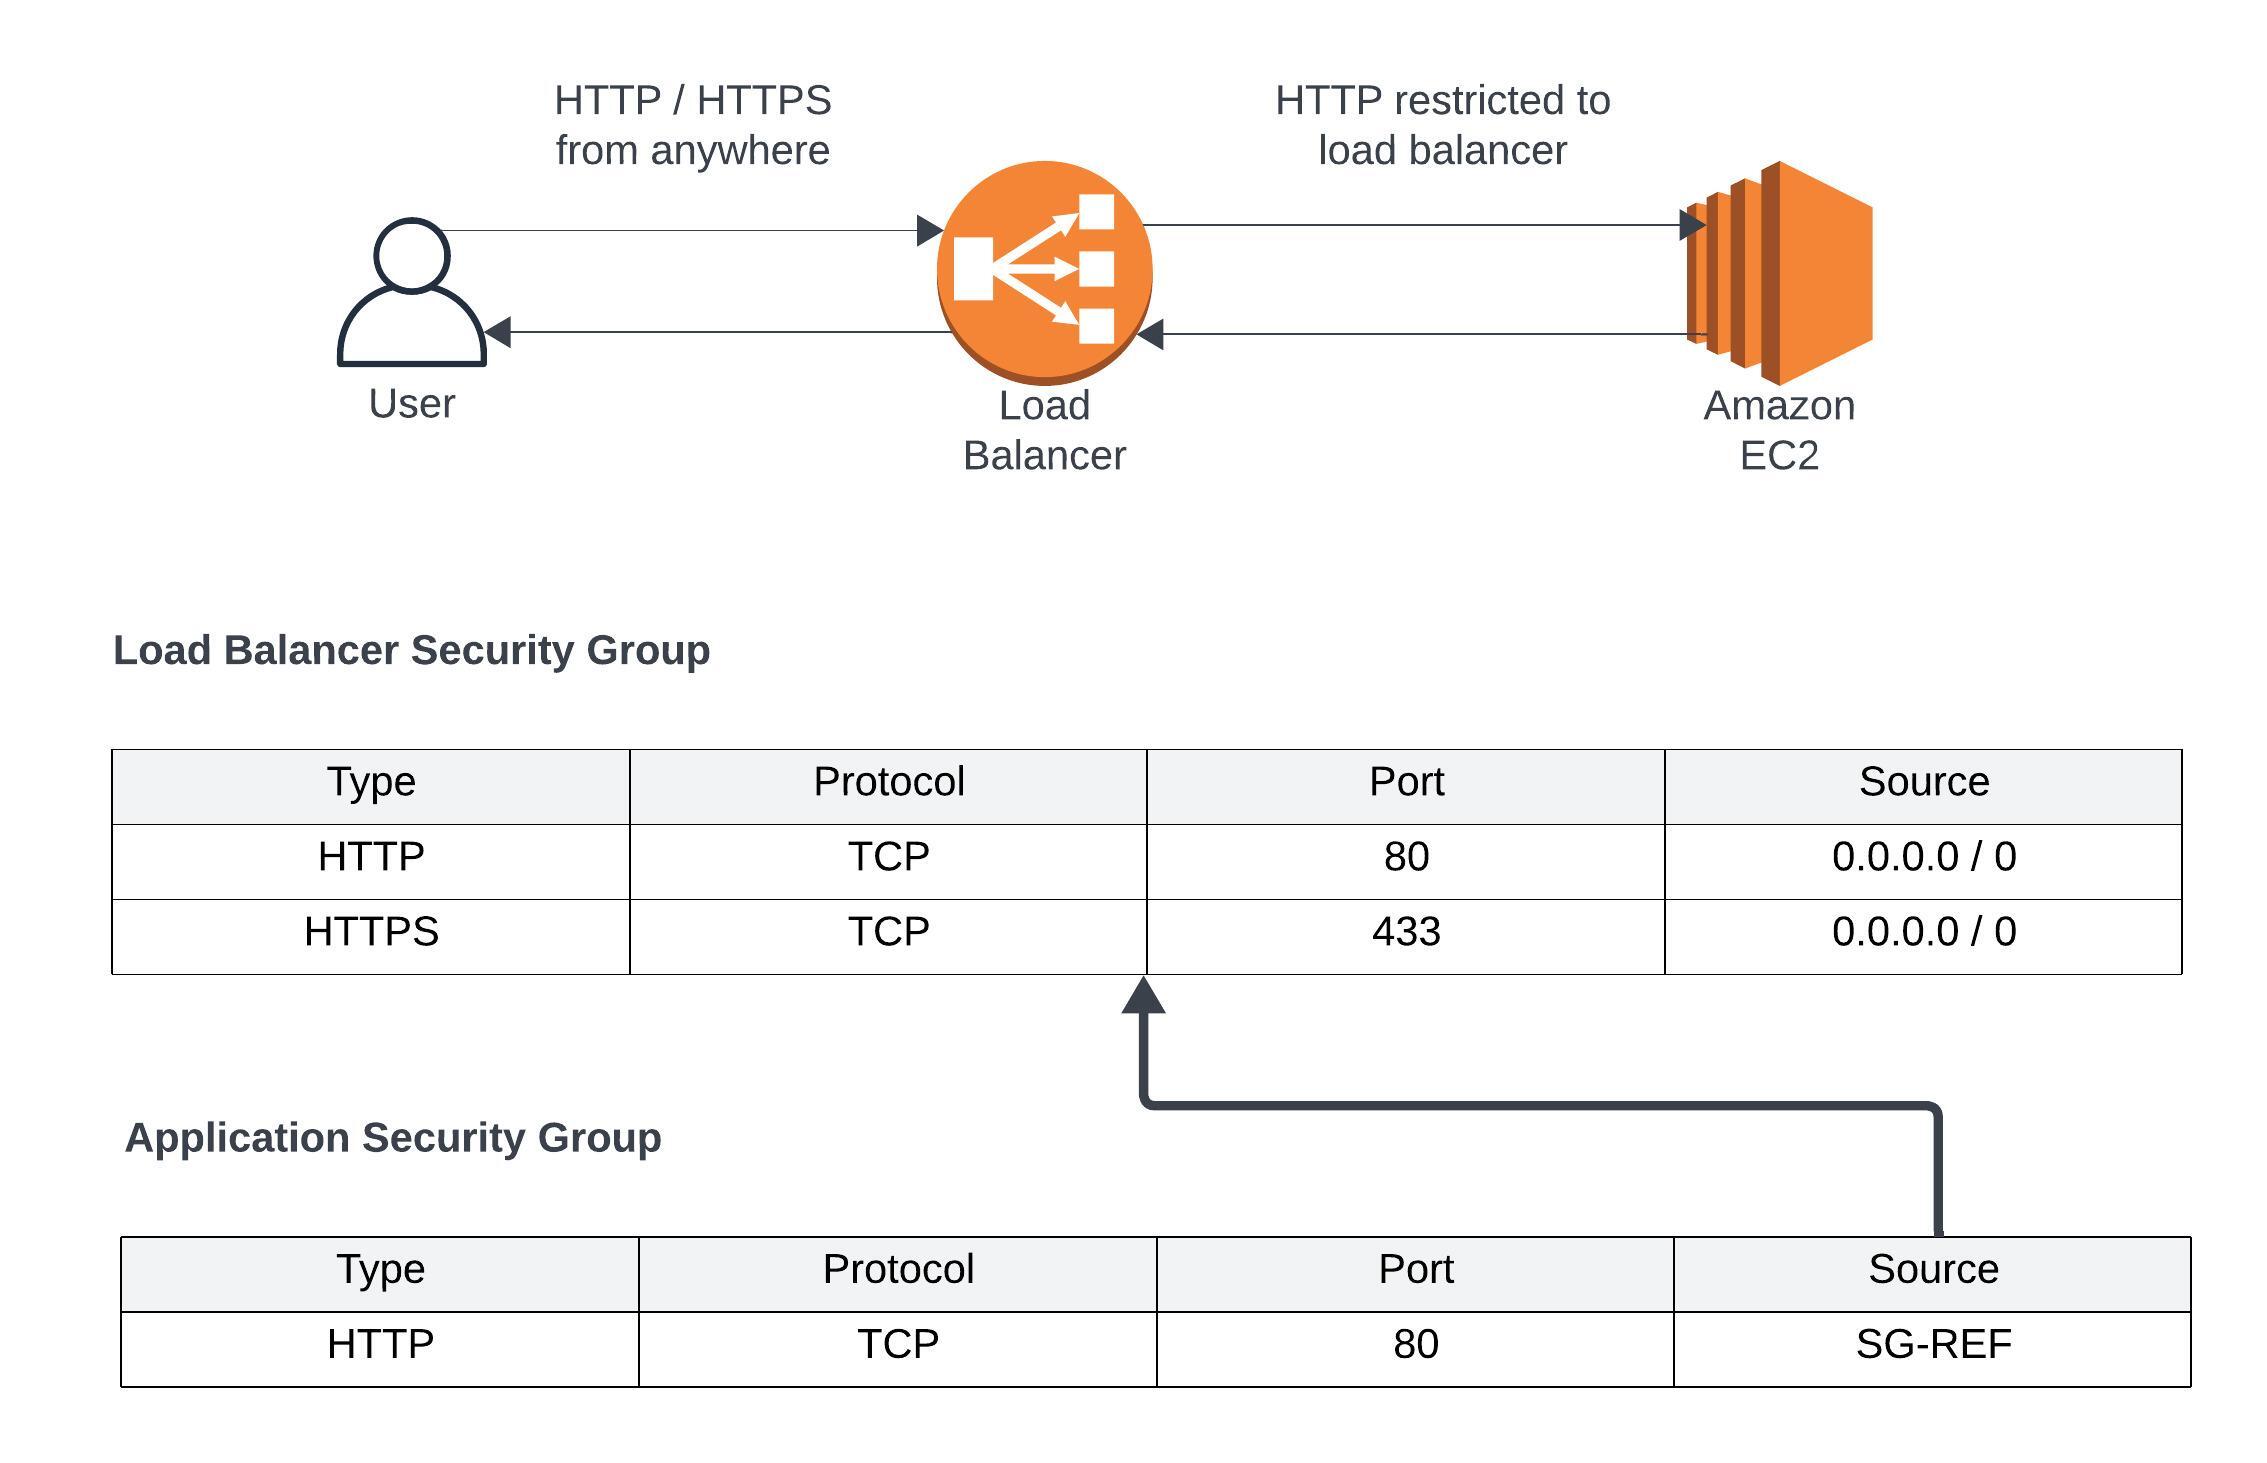 HTTP / HTTPS
from anywhere
HTTP restricted to
load balancer
User
Load
Balancer
Amazon
EC2
Load Balancer Security Group
Type Protocol Port Source
HTTP TCP 80 0.0.0.0 / 0
HTTPS TCP 433 0.0.0.0 / 0
Application Security Group
Type Protocol Port Source
HTTP TCP 80 SG-REF